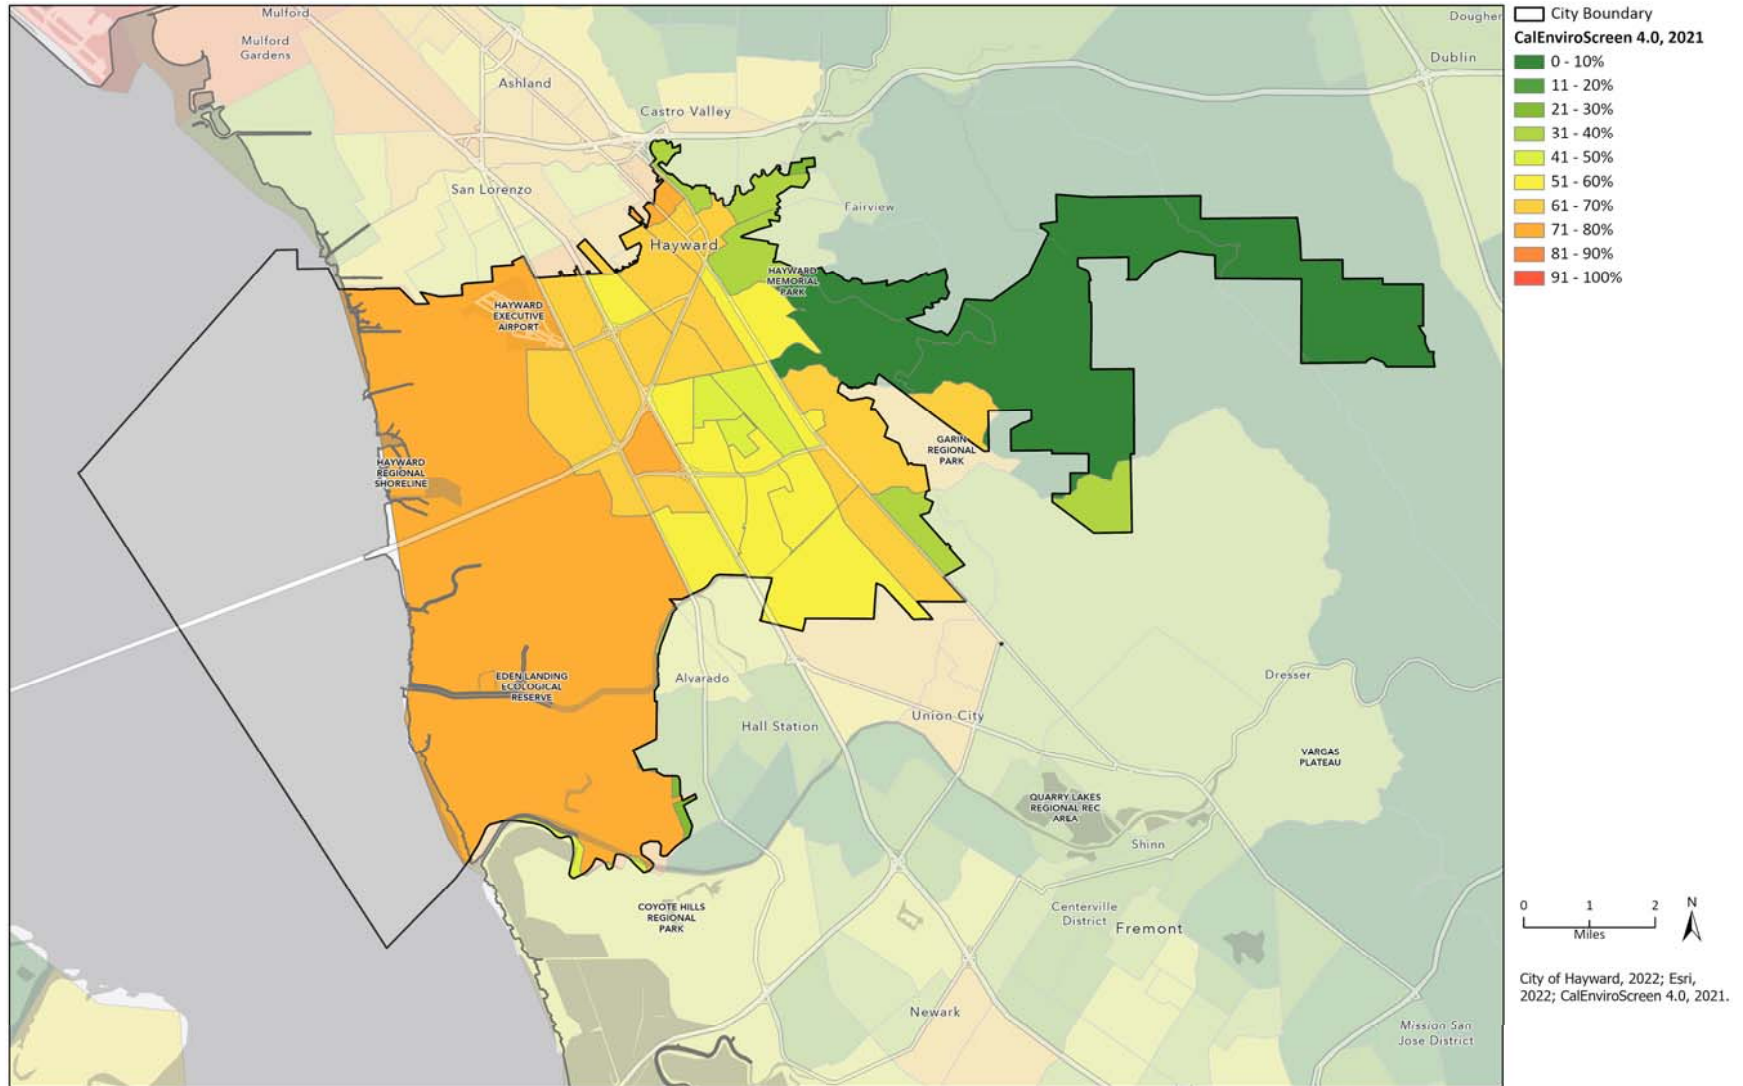 Mulford
Mulford
Gardens
Ashland
Castro Valley
San Lorenzo
Fairview
Hayward
HAYWARD
MEMORIAL
PARK
HAYWARD
EXECUTIVE
AIRPORT
HAYWARD
REGIONAL
SHORELINE
GARIN
REGIONAL
PARK
EDEN LANDING
ECOLOGICAL
RESERVE
Alvarado
Hall Station
Union City
Dresser
VARGAS
PLATEAU
QUARRY LAKES
REGIONAL REC
AREA
Shinn
COYOTE HILLS
REGIONAL
PARK
Centerville
District
Fremont
Newark
Mission San
Jose District
Dougher
Dublin
City Boundary
CalEnviroScreen 4.0, 2021
0 - 10%
11 - 20%
21 - 30%
31 - 40%
41 - 50%
51 - 60%
61 - 70%
71 - 80%
81 - 90%
91 - 100%
0 1 2
Miles
N
City of Hayward, 2022; Esri,
2022; CalEnviroScreen 4.0, 2021.